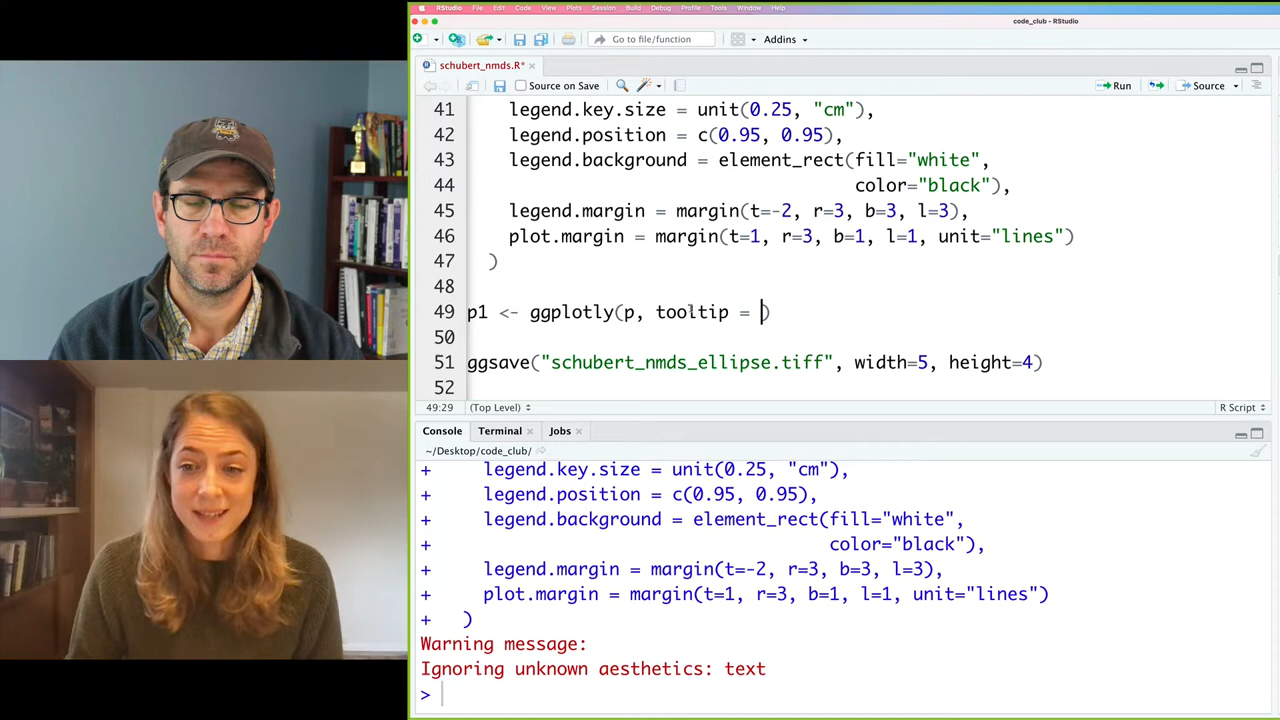 RStudio File Edit Code View Plots Session Build Debug Profile Tools Window Help
code_club - RStudio
Go to file/function Addins
schubert_nmds.R*
Source on Save Run Source
41 legend.key.size = unit(0.25, "cm"),
42 legend.position = c(0.95, 0.95),
43 legend.background = element_rect(fill="white",
44 color="black"),
45 legend.margin = margin(t=-2, r=3, b=3, l=3),
46 plot.margin = margin(t=1, r=3, b=1, l=1, unit="lines")
47 )
48
49 p1 <- ggplotly(p, tooltip = )
50
51 ggsave("schubert_nmds_ellipse.tiff", width=5, height=4)
52
49:29 (Top Level) R Script
Console Terminal Jobs
~/Desktop/code_club/
+ legend.key.size = unit(0.25, "cm"),
+ legend.position = c(0.95, 0.95),
+ legend.background = element_rect(fill="white",
+ color="black"),
+ legend.margin = margin(t=-2, r=3, b=3, l=3),
+ plot.margin = margin(t=1, r=3, b=1, l=1, unit="lines")
+ )
Warning message:
Ignoring unknown aesthetics: text
>